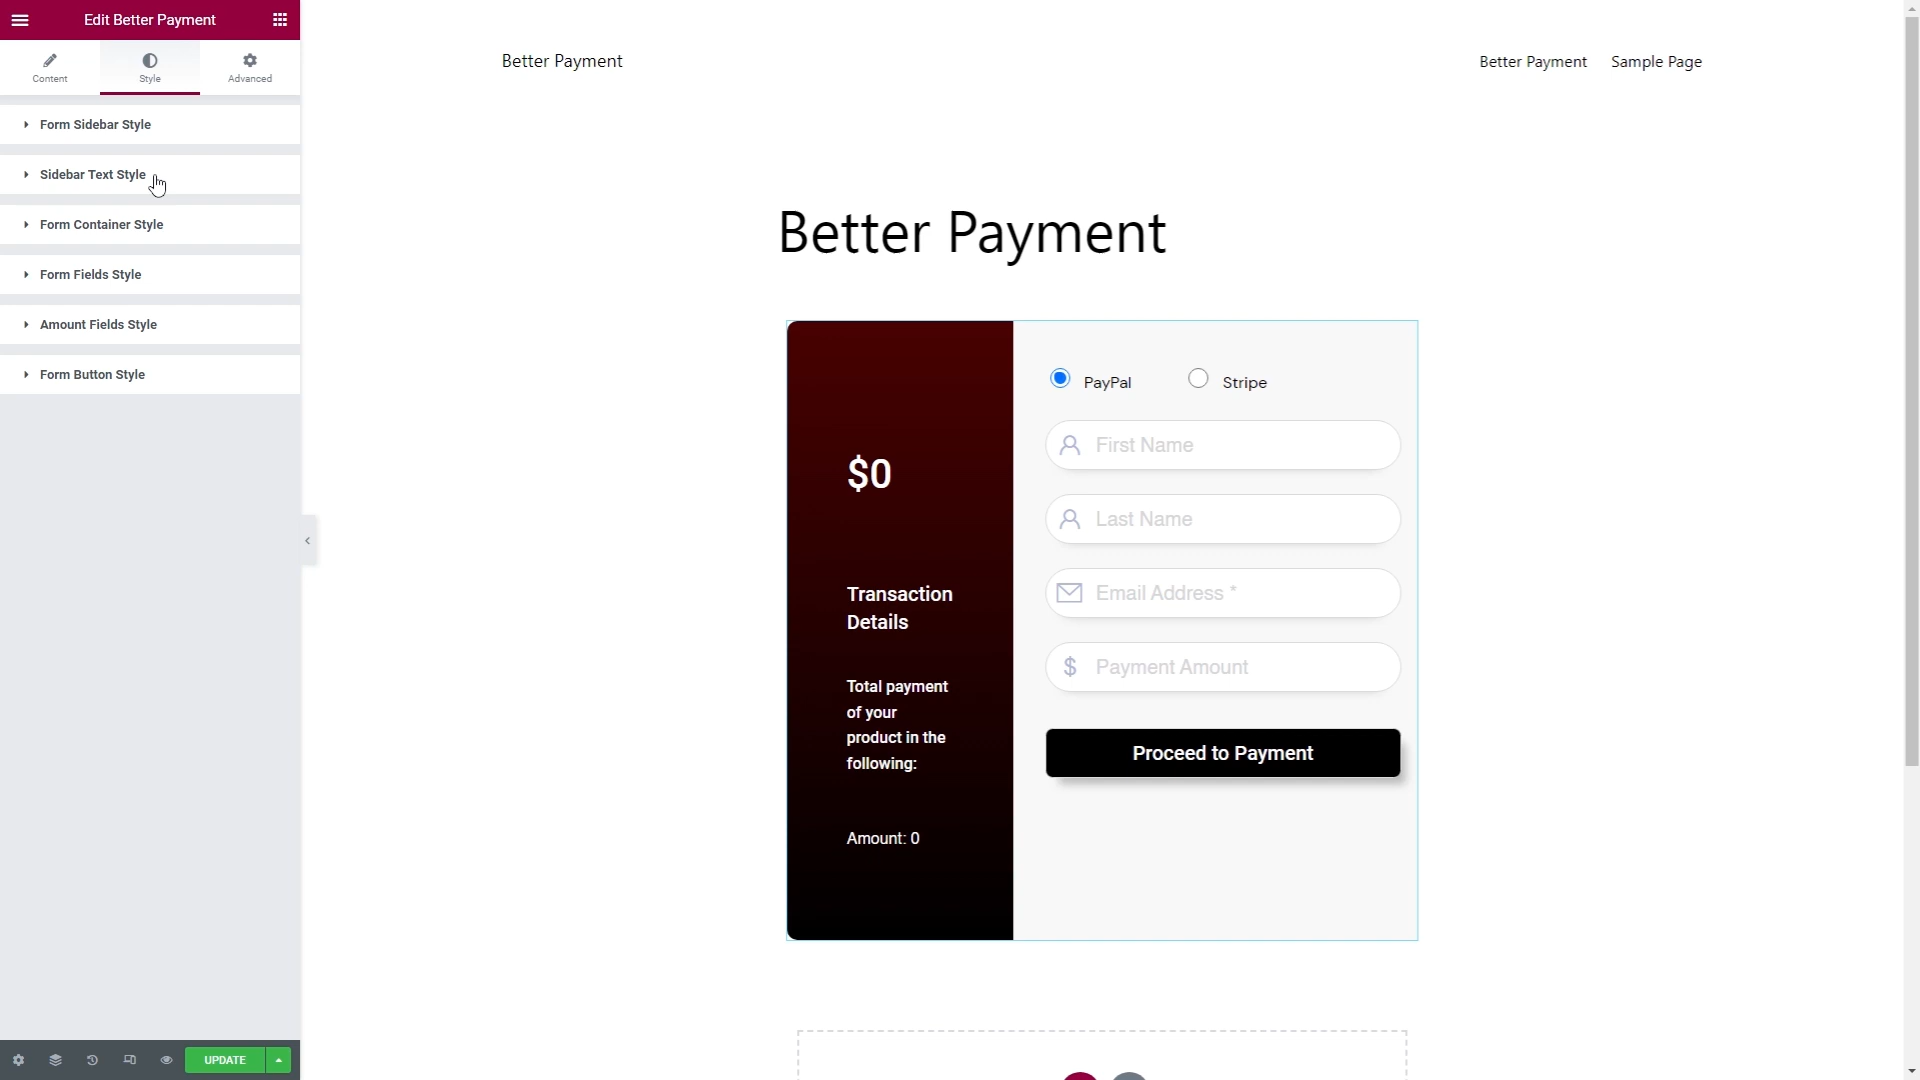 Edit Better Payment
Content
Style
Advanced
Form Sidebar Style
Sidebar Text Style
Form Container Style
Form Fields Style
Amount Fields Style
Form Button Style
UPDATE
Better Payment
Better Payment
Sample Page
Better Payment
$0
Transaction
Details
Total payment
of your
product in the
following:
Amount: 0
PayPal
Stripe
First Name
Last Name
Email Address *
$ Payment Amount
Proceed to Payment